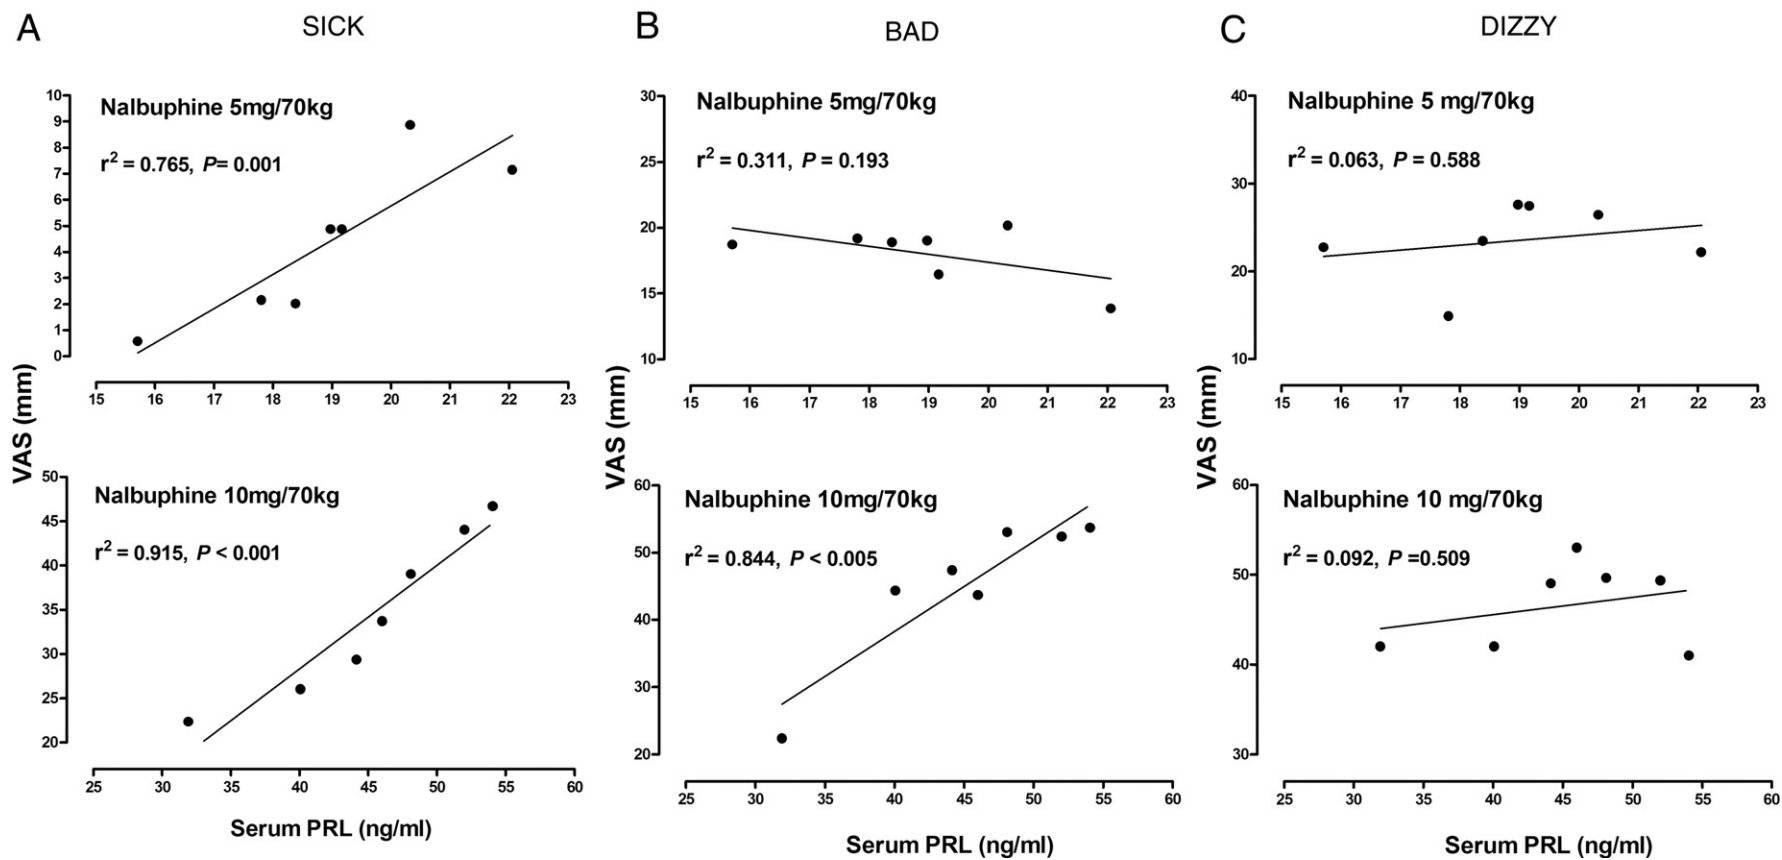 A
SICK
Nalbuphine 5mg/70kg
r² = 0.765, P= 0.001
10
9
8
7
6
5
4
3
2
1
0
15 16 17 18 19 20 21 22 23
VAS (mm)
Nalbuphine 10mg/70kg
r² = 0.915, P < 0.001
50
45
40
35
30
25
20
25 30 35 40 45 50 55 60
Serum PRL (ng/ml)
B
BAD
Nalbuphine 5mg/70kg
r² = 0.311, P = 0.193
30
25
20
15
10
15 16 17 18 19 20 21 22 23
VAS (mm)
Nalbuphine 10mg/70kg
r² = 0.844, P < 0.005
60
50
40
30
20
25 30 35 40 45 50 55 60
Serum PRL (ng/ml)
C
DIZZY
Nalbuphine 5 mg/70kg
r² = 0.063, P = 0.588
40
30
20
10
15 16 17 18 19 20 21 22 23
VAS (mm)
Nalbuphine 10 mg/70kg
r² = 0.092, P =0.509
60
50
40
30
25 30 35 40 45 50 55 60
Serum PRL (ng/ml)